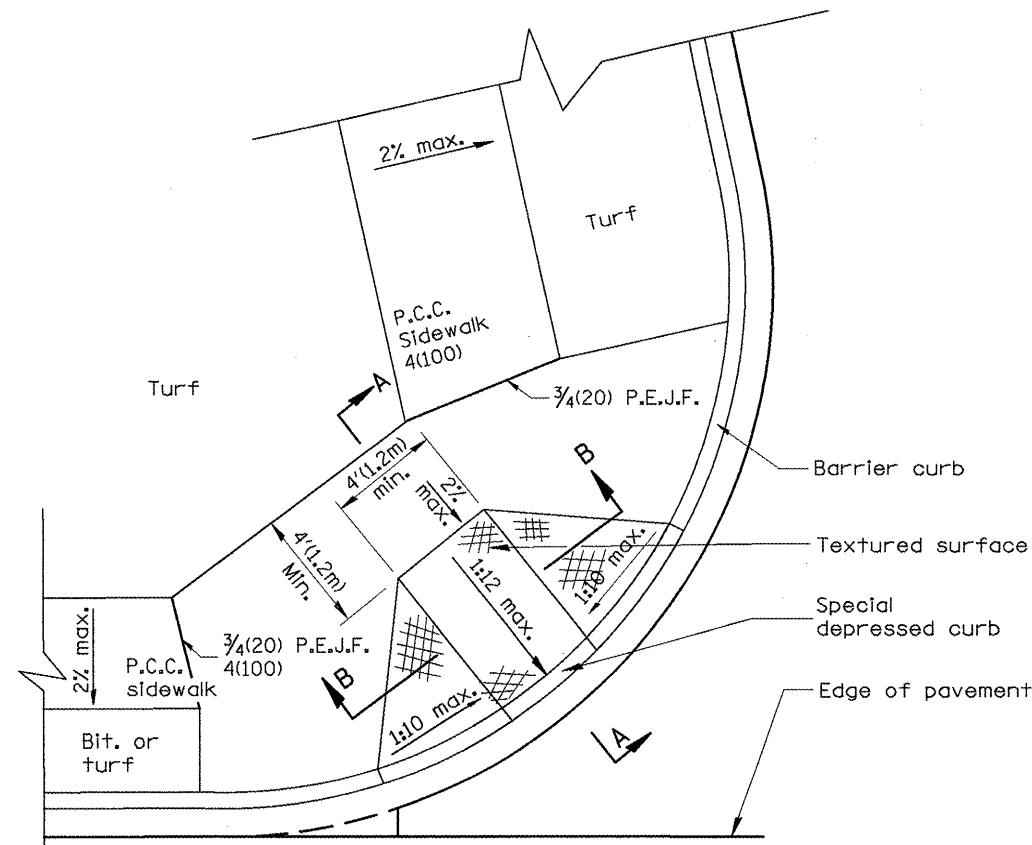 2% max.
Turf
P.C.C.
Sidewalk
4(100)
Turf
A
¾(20) P.E.J.F.
4'(1.2m)
min.
2%
max.
B
Barrier curb
4'(1.2m)
Min.
1:12 max.
1:10 max.
Textured surface
Special
depressed curb
2% max.
¾(20) P.E.J.F.
4(100)
P.C.C.
sidewalk
B
1:10 max.
Edge of pavement
A
Bit. or
turf